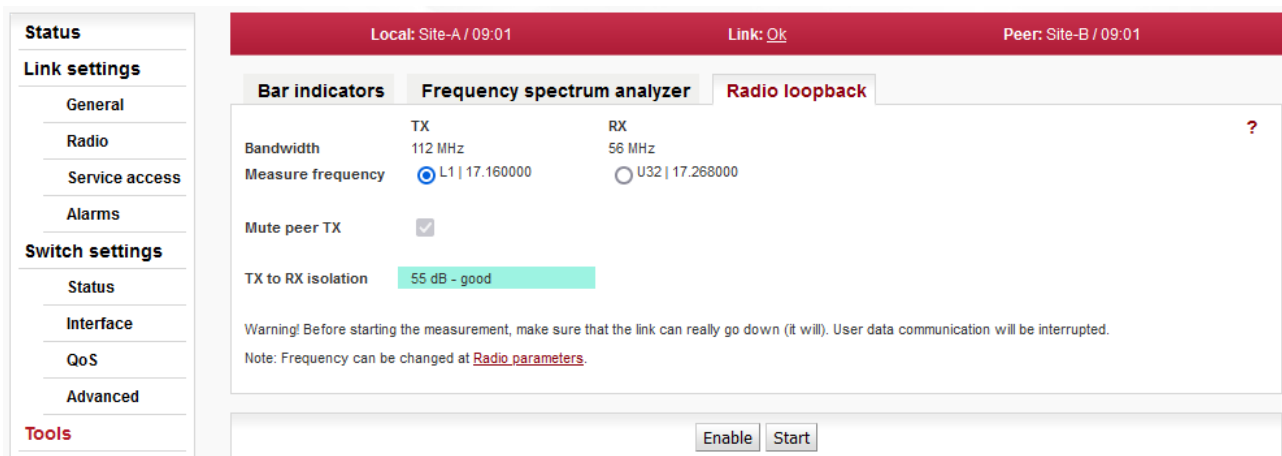 Status
Link settings
General
Radio
Service access
Alarms
Switch settings
Status
Interface
QoS
Advanced
Tools
Local: Site-A / 09:01 Link: Ok Peer: Site-B / 09:01
Bar indicators Frequency spectrum analyzer Radio loopback
?
TX RX
Bandwidth 112 MHz 56 MHz
Measure frequency L1 | 17.160000 U32 | 17.268000
Mute peer TX
TX to RX isolation 55 dB - good
Warning! Before starting the measurement, make sure that the link can really go down (it will). User data communication will be interrupted.
Note: Frequency can be changed at Radio parameters.
Enable Start